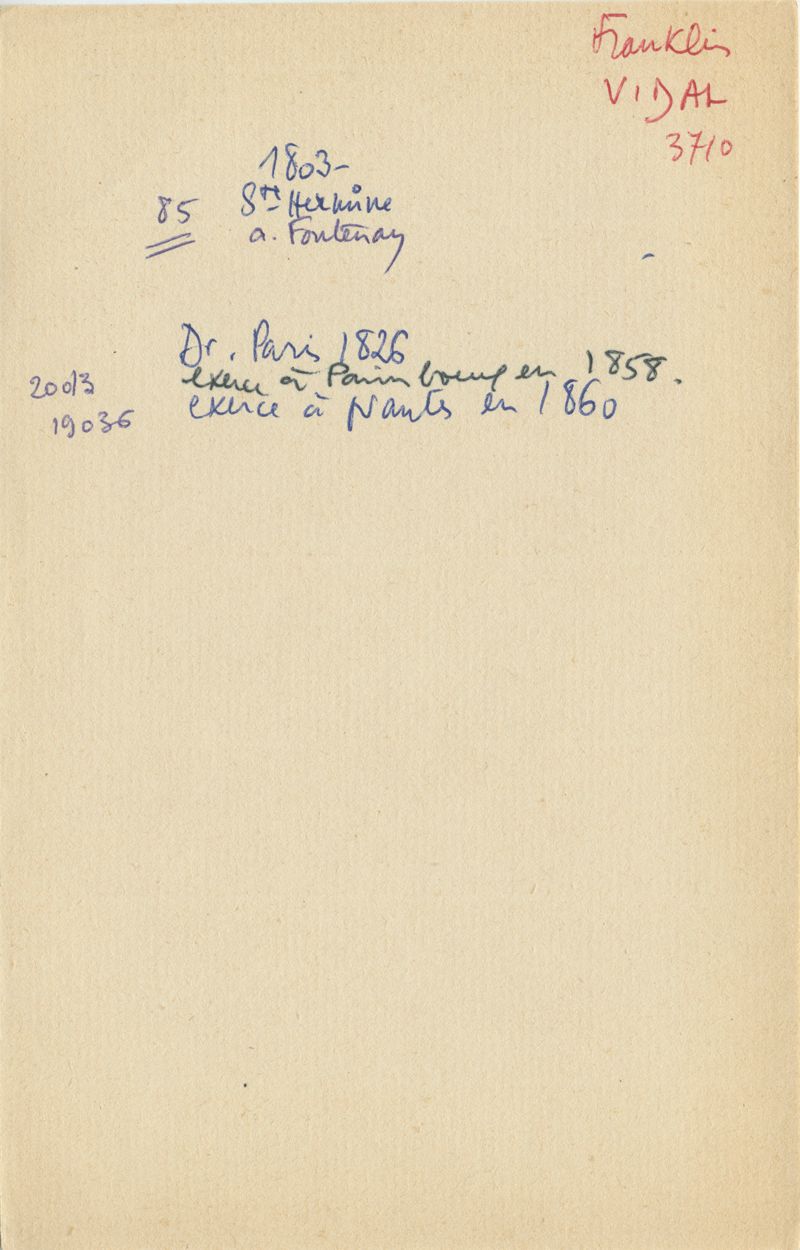 Franklin
VIDAL
3710
1803-
85
Ste Hermine
a. Fontenay
Dr. Paris 1826
exerce à Paimboeuf en 1858.
20013
exerce à Nantes en 1860
19036